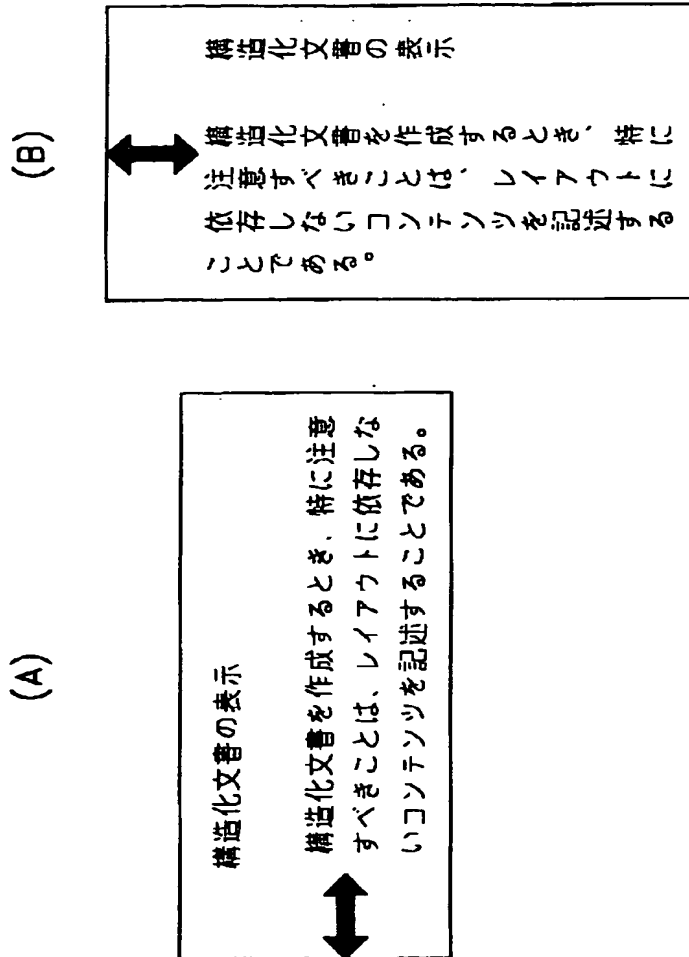 (A)
構造化文書の表示
構造化文書を作成するとき、特に注意
すべきことは、レイアウトに依存しな
いコンテンツを記述することである。
(B)
構造化文書の表示
構造化文書を作成するとき、特に
注意すべきことは、レイアウトに
依存しないコンテンツを記述する
ことである。